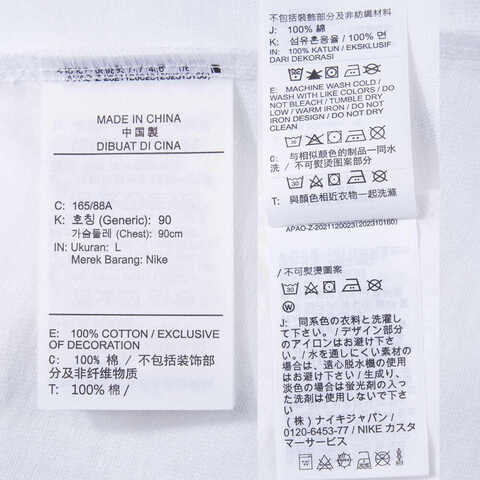 MADE IN CHINA
中国製
DIBUAT DI CINA
C: 165/88A
K: 호칭 (Generic): 90
가슴둘레 (Chest): 90cm
IN: Ukuran: L
Merek Barang: Nike
E: 100% COTTON / EXCLUSIVE
OF DECORATION
C: 100% 棉 / 不包括装饰部
分及非纤维物质
T: 100% 棉 /
不包括裝飾部分及非紡織材料
J: 100% 綿
K: 섬유혼용율 / 100% 면
IN: 100% KATUN / EKSKLUSIF
DARI DEKORASI
E: MACHINE WASH COLD /
WASH WITH LIKE COLORS / DO
NOT BLEACH / TUMBLE DRY
LOW / WARM IRON / DO NOT
IRON DESIGN / DO NOT DRY
CLEAN
C: 与相似颜色的制品一同水
洗 / 不可熨烫图案部分
T: 與顏色相近衣物一起洗滌
APAO-Z-2021120023(202310160)
/ 不可熨燙圖案
J: 同系色の衣料と洗濯し
て下さい。/ デザイン部分
のアイロンはお避け下さ
い。/ 水を通しにくい素材の
場合は、遠心脱水機の使用
はお避け下さい / 生成り、
淡色の場合は蛍光剤の入っ
た洗剤は使用しないで下さ
い
(株) ナイキジャパン /
0120-6453-77 / NIKE カスタ
マーサービス